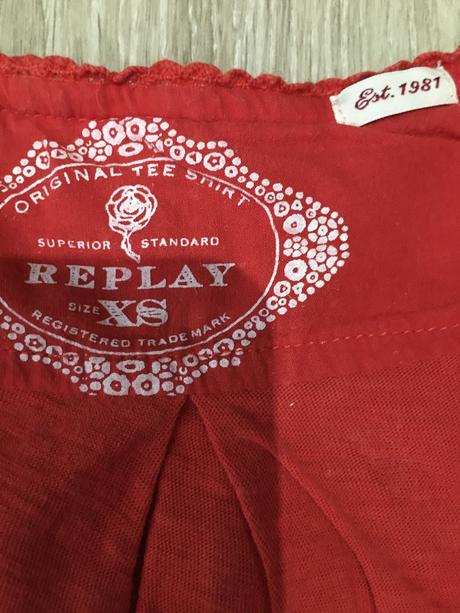 Est. 1981
ORIGINAL TEE SHIRT
SUPERIOR STANDARD
REPLAY
SIZE XS
REGISTERED TRADE MARK